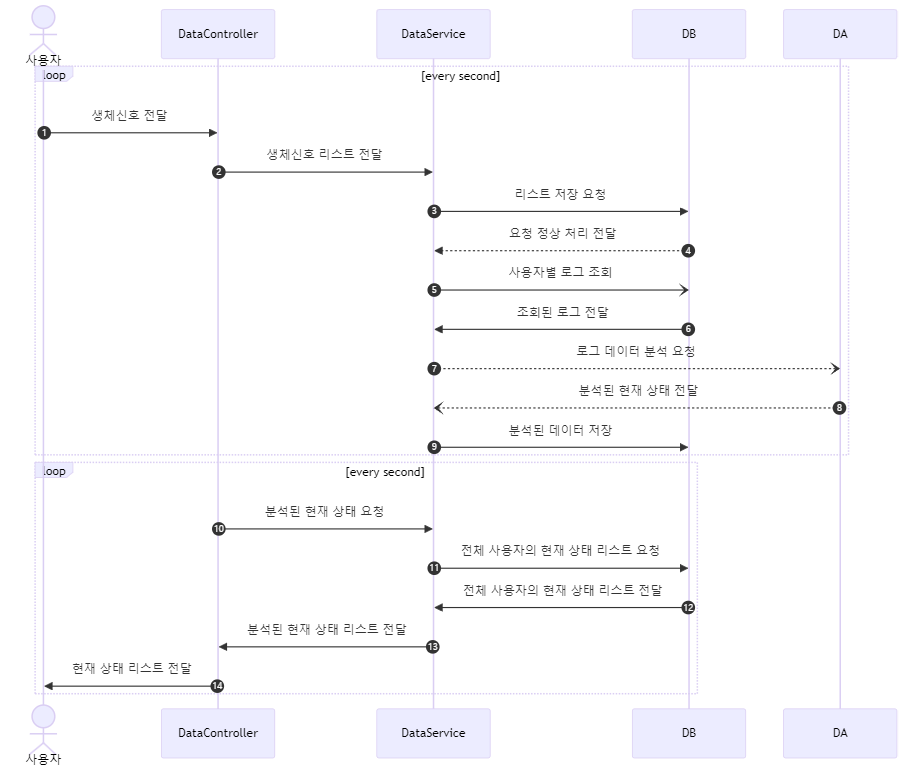 DataController
DataService
DB
DA
사용자
loop
[every second]
생체신호 전달
1
생체신호 리스트 전달
2
리스트 저장 요청
3
요청 정상 처리 전달
4
사용자별 로그 조회
5
조회된 로그 전달
6
로그 데이터 분석 요청
7
분석된 현재 상태 전달
8
분석된 데이터 저장
9
loop
[every second]
분석된 현재 상태 요청
10
전체 사용자의 현재 상태 리스트 요청
11
전체 사용자의 현재 상태 리스트 전달
12
분석된 현재 상태 리스트 전달
13
현재 상태 리스트 전달
14
DataController
DataService
DB
DA
사용자